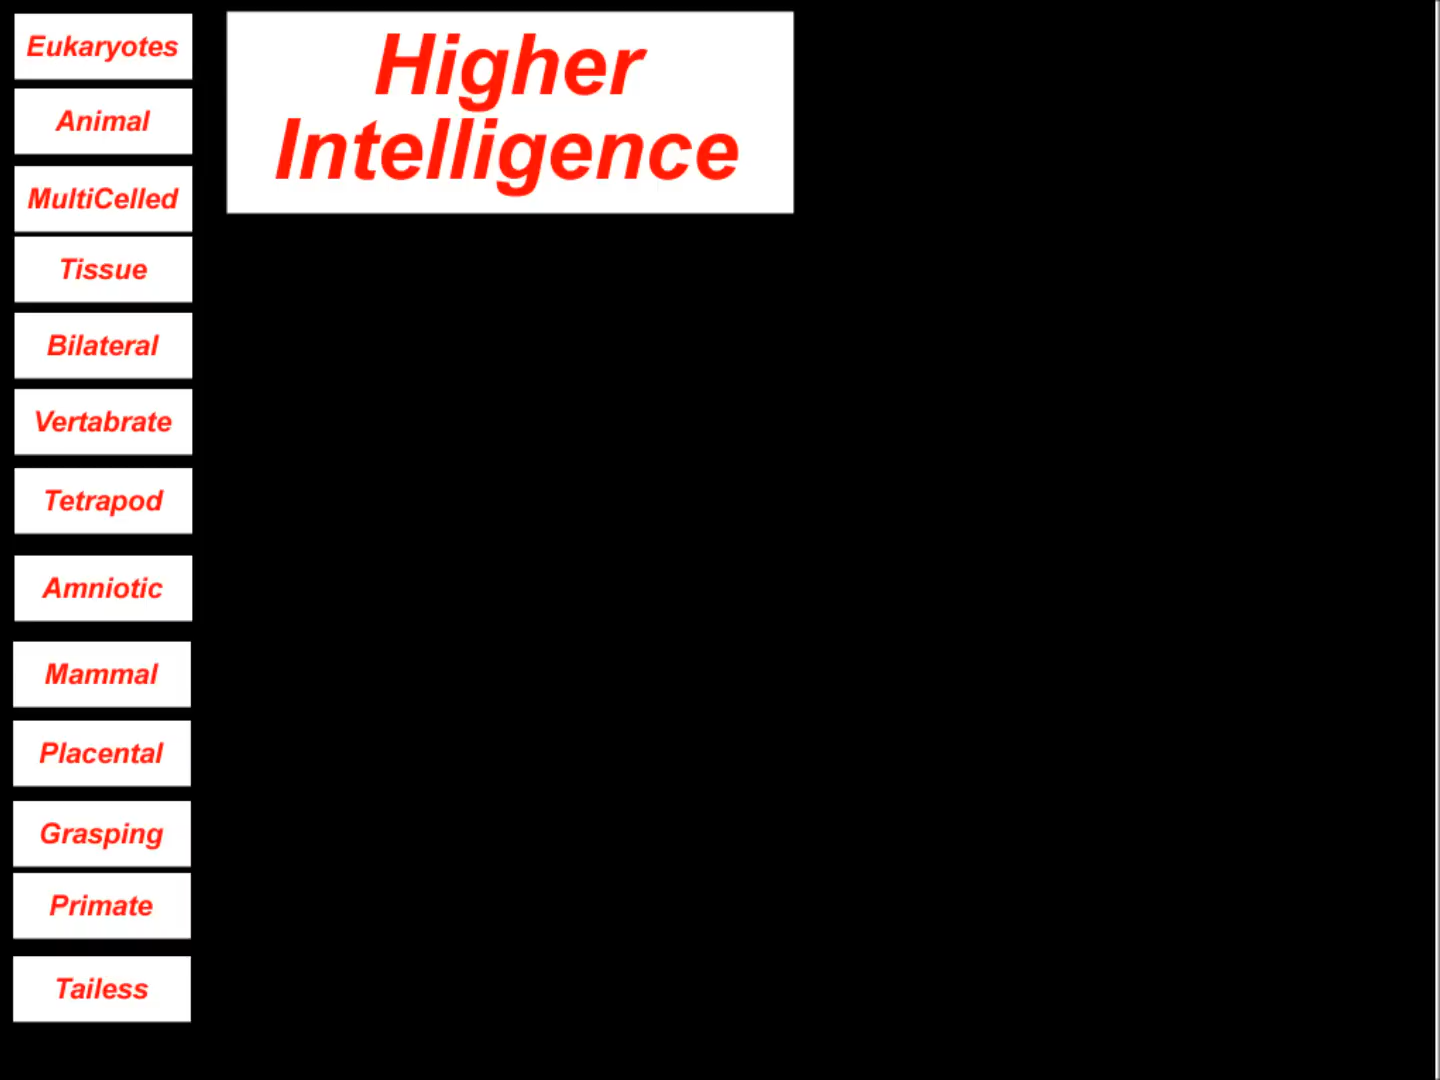 Eukaryotes
Animal
MultiCelled
Tissue
Bilateral
Vertabrate
Tetrapod
Amniotic
Mammal
Placental
Grasping
Primate
Tailess
Higher
Intelligence